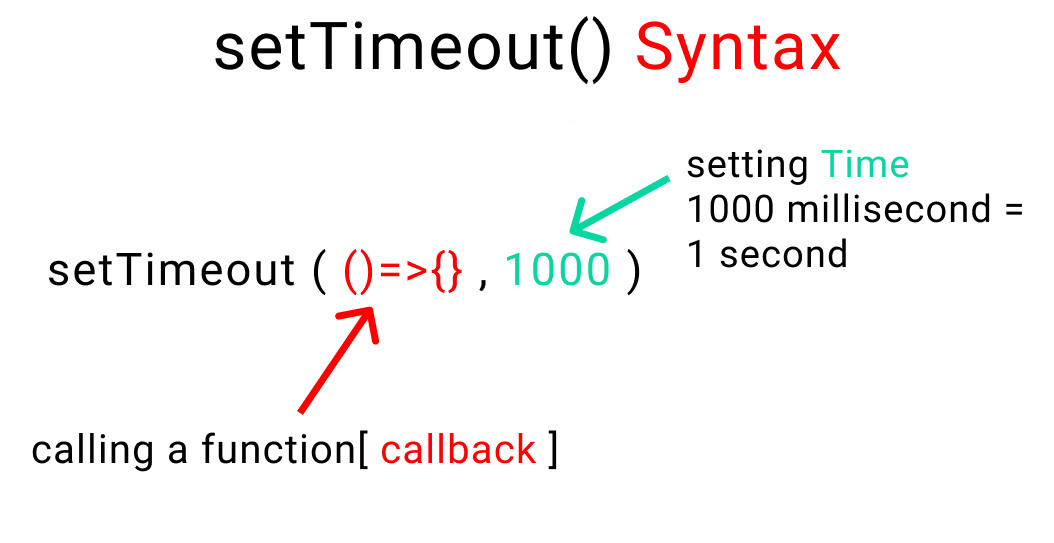 setTimeout() Syntax
setting Time
1000 millisecond =
1 second
setTimeout ( ()=>{} , 1000 )
calling a function[ callback ]